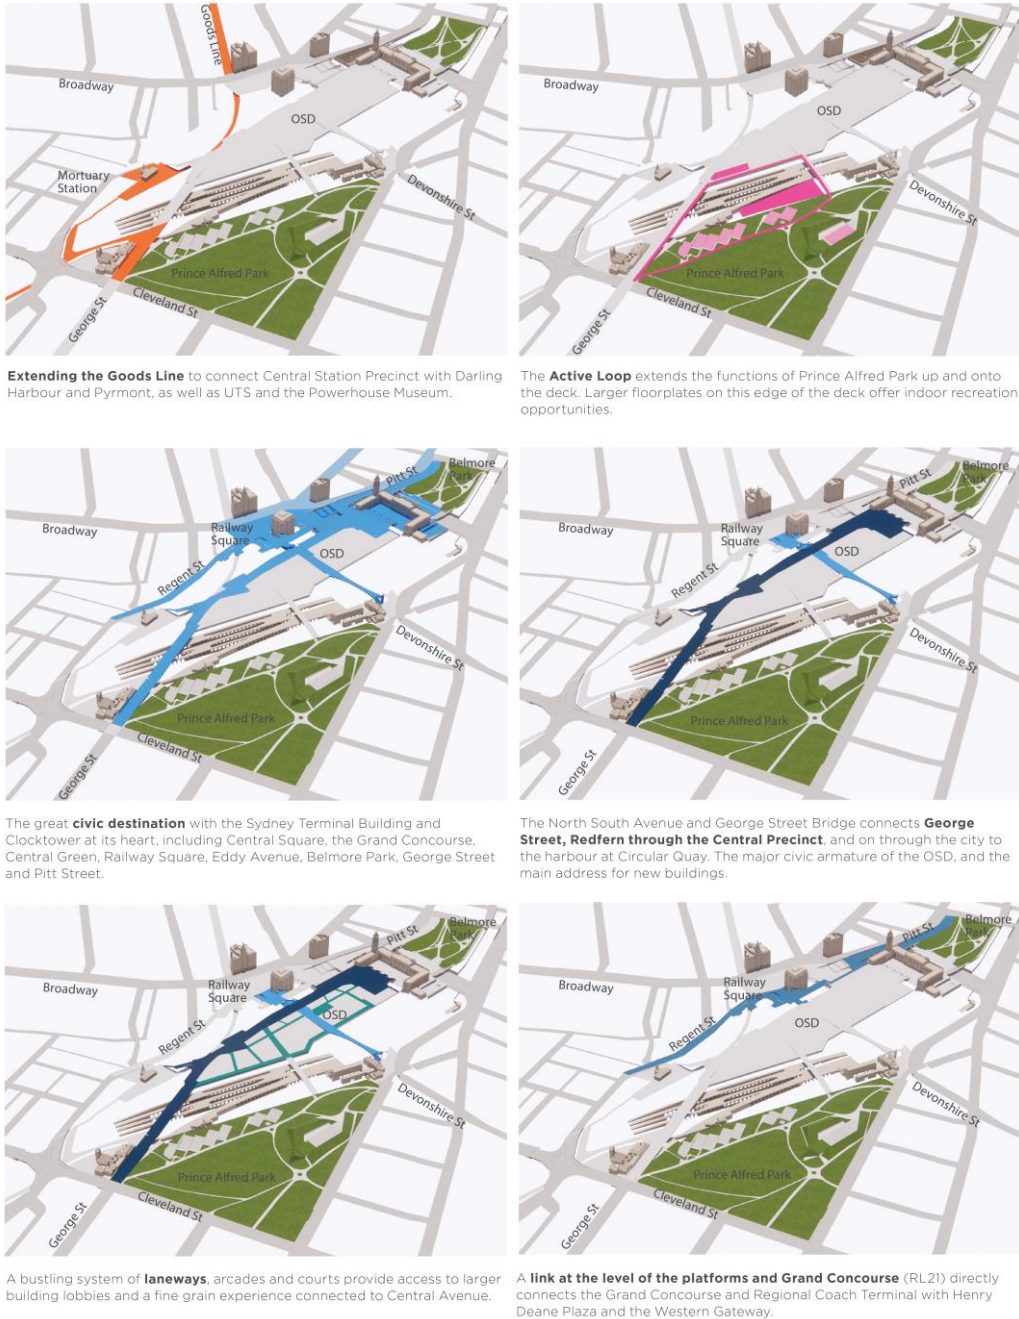 Goods Line
Broadway
OSD
Mortuary
Station
Devonshire St
Prince Alfred Park
Cleveland St
George St
Extending the Goods Line to connect Central Station Precinct with Darling
Harbour and Pyrmont, as well as UTS and the Powerhouse Museum.
Broadway
OSD
Devonshire St
Prince Alfred Park
Cleveland St
George St
The Active Loop extends the functions of Prince Alfred Park up and onto
the deck. Larger floorplates on this edge of the deck offer indoor recreation
opportunities.
Belmore
Park
Pitt St
Broadway
Railway
Square
OSD
Regent St
Devonshire St
Prince Alfred Park
Cleveland St
George St
The great civic destination with the Sydney Terminal Building and
Clocktower at its heart, including Central Square, the Grand Concourse,
Central Green, Railway Square, Eddy Avenue, Belmore Park, George Street
and Pitt Street.
Belmore
Park
Pitt St
Broadway
Railway
Square
OSD
Regent St
Devonshire St
Prince Alfred Park
George St
The North South Avenue and George Street Bridge connects George
Street, Redfern through the Central Precinct, and on through the city to
the harbour at Circular Quay. The major civic armature of the OSD, and the
main address for new buildings.
Belmore
Park
Pitt St
Broadway
Railway
Square
OSD
Regent St
Devonshire St
Prince Alfred Park
Cleveland St
George St
A bustling system of laneways, arcades and courts provide access to larger
building lobbies and a fine grain experience connected to Central Avenue.
Belmore
Park
Pitt St
Broadway
Railway
Square
OSD
Regent St
Devonshire St
Prince Alfred Park
Cleveland St
George St
A link at the level of the platforms and Grand Concourse (RL21) directly
connects the Grand Concourse and Regional Coach Terminal with Henry
Deane Plaza and the Western Gateway.